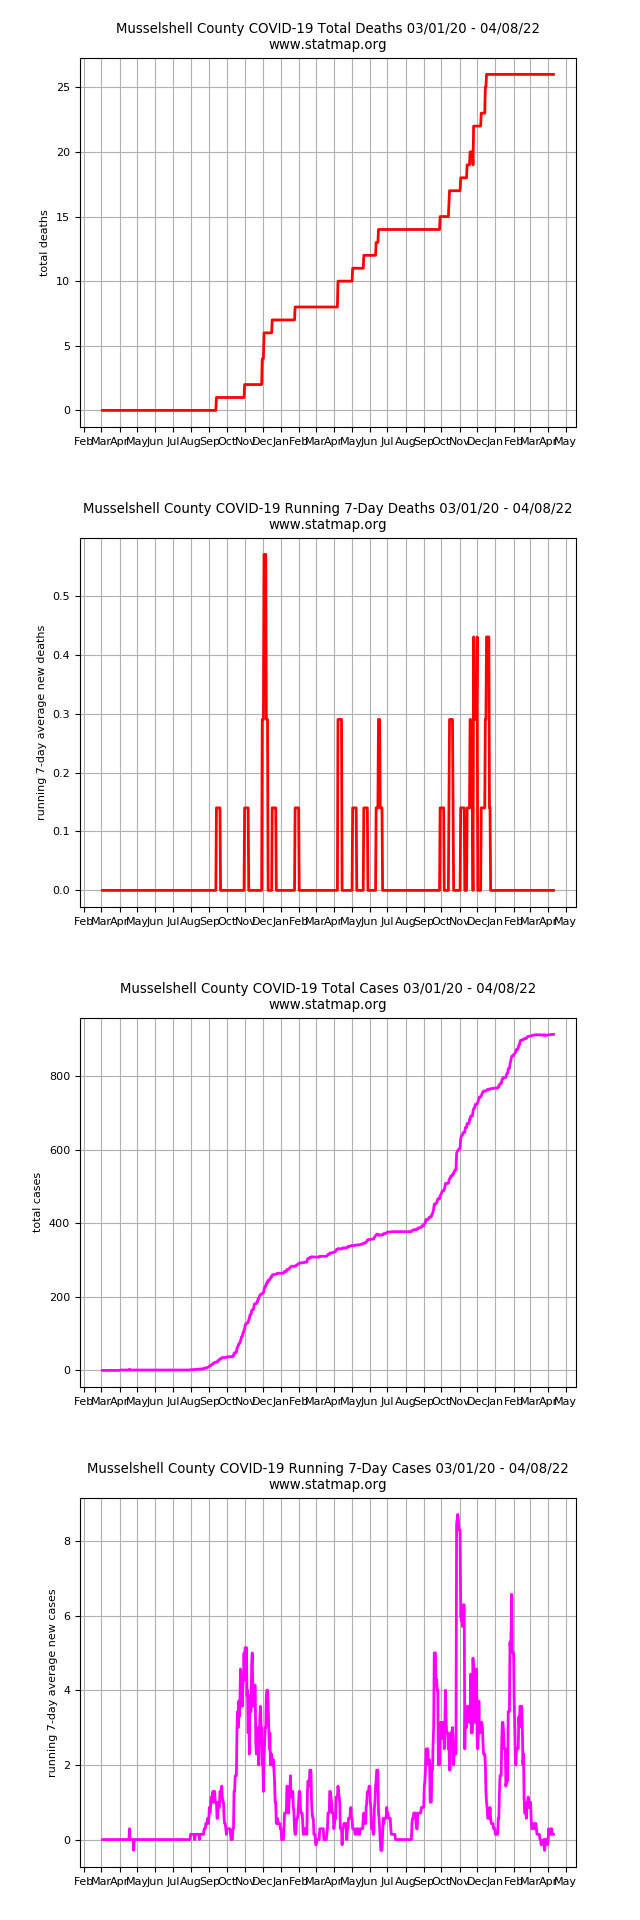 Musselshell County COVID-19 Total Deaths 03/01/20 - 04/08/22
www.statmap.org
25
20
15
10
5
0
total deaths
Feb Mar Apr May Jun Jul Aug Sep Oct Nov Dec Jan Feb Mar Apr May Jun Jul Aug Sep Oct Nov Dec Jan Feb Mar Apr May
Musselshell County COVID-19 Running 7-Day Deaths 03/01/20 - 04/08/22
www.statmap.org
0.5
0.4
0.3
0.2
0.1
0.0
running 7-day average new deaths
Feb Mar Apr May Jun Jul Aug Sep Oct Nov Dec Jan Feb Mar Apr May Jun Jul Aug Sep Oct Nov Dec Jan Feb Mar Apr May
Musselshell County COVID-19 Total Cases 03/01/20 - 04/08/22
www.statmap.org
800
600
400
200
0
total cases
Feb Mar Apr May Jun Jul Aug Sep Oct Nov Dec Jan Feb Mar Apr May Jun Jul Aug Sep Oct Nov Dec Jan Feb Mar Apr May
Musselshell County COVID-19 Running 7-Day Cases 03/01/20 - 04/08/22
www.statmap.org
8
6
4
2
0
running 7-day average new cases
Feb Mar Apr May Jun Jul Aug Sep Oct Nov Dec Jan Feb Mar Apr May Jun Jul Aug Sep Oct Nov Dec Jan Feb Mar Apr May